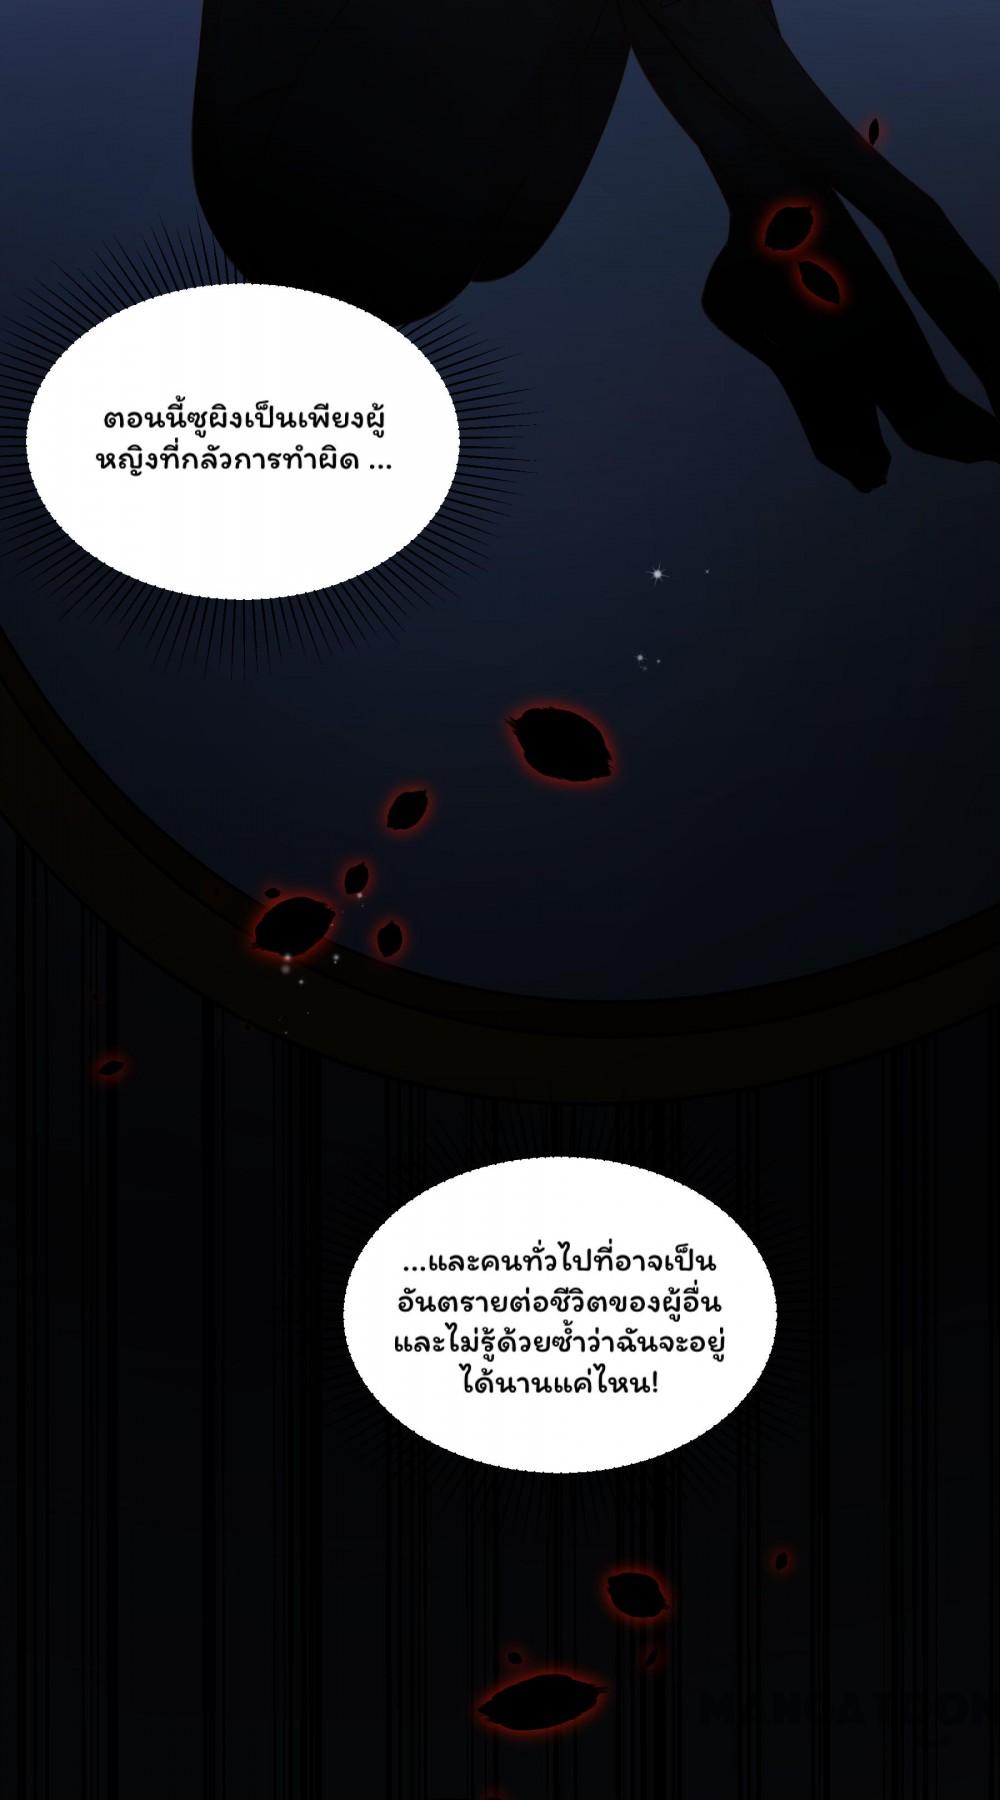 ตอนนี้ซูผิงเป็นเพียงผู้
หญิงที่กลัวการทำผิด ...
...และคนทั่วไปที่อาจเป็น
อันตรายต่อชีวิตของผู้อื่น
และไม่รู้ด้วยซ้ำว่าฉันจะอยู่
ได้นานแค่ไหน!
MANGATOON